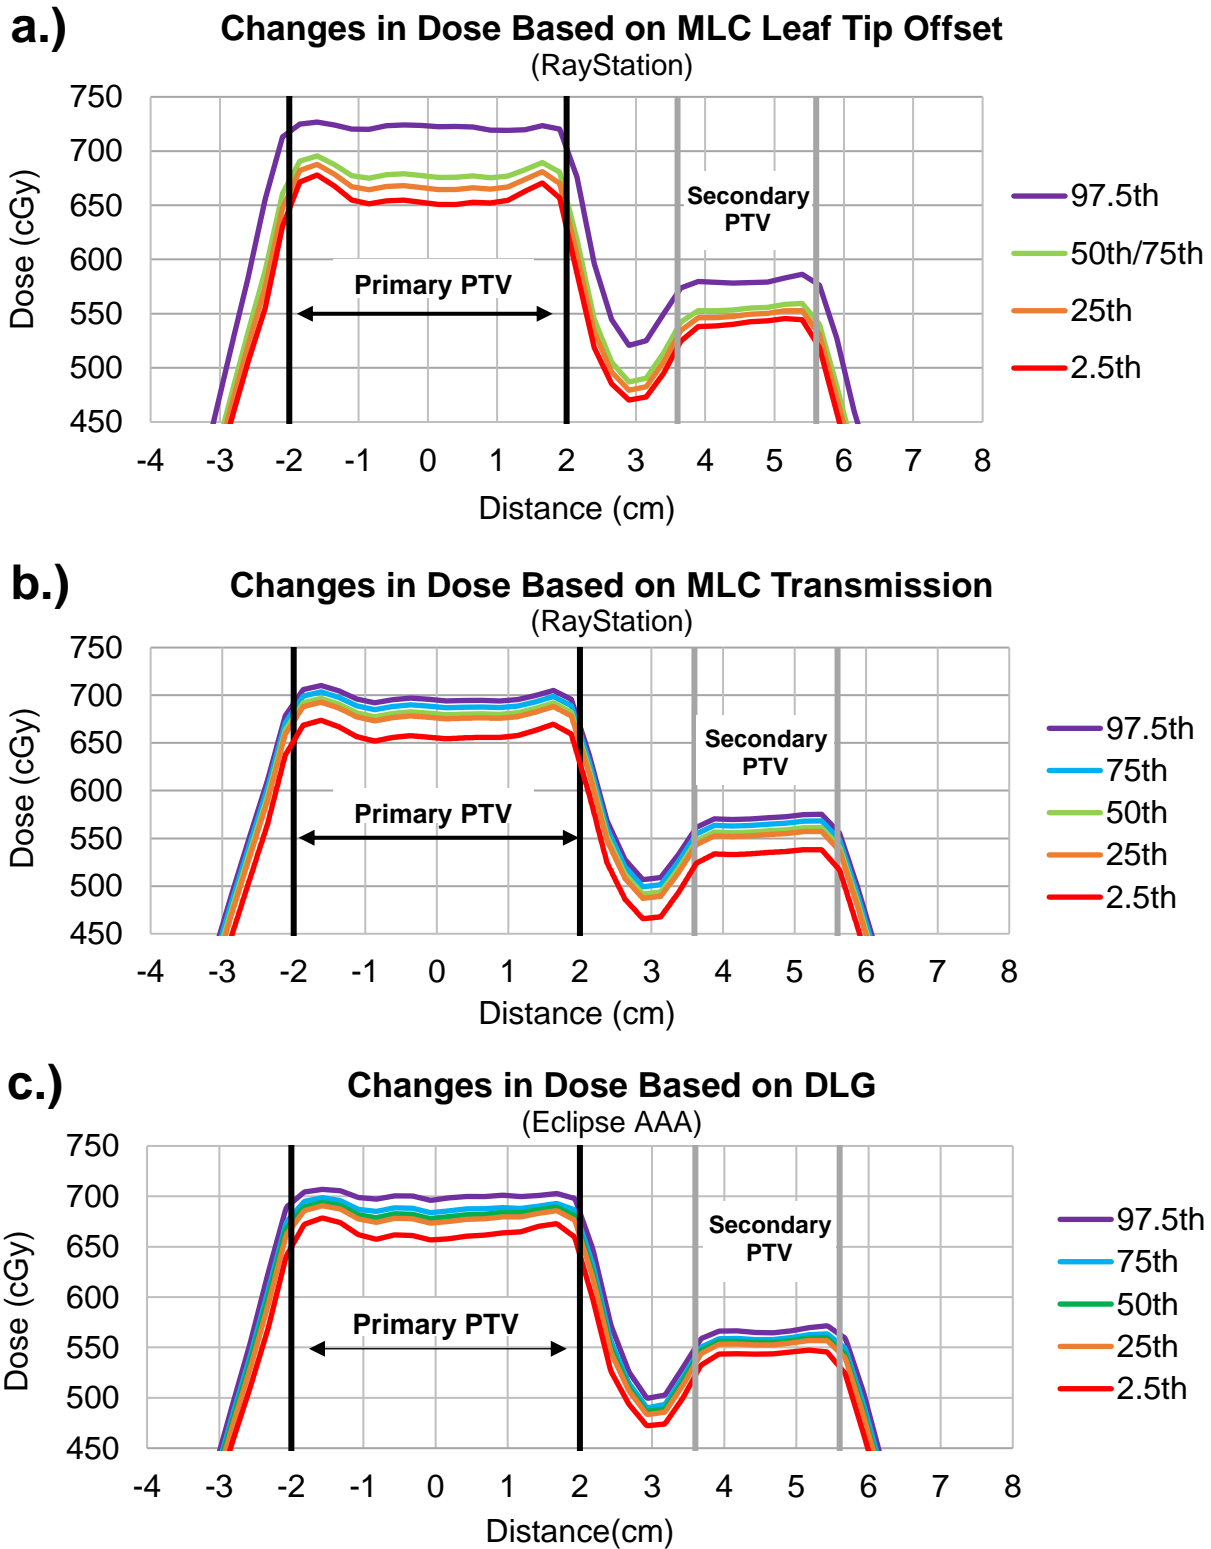 a.)
Changes in Dose Based on MLC Leaf Tip Offset
(RayStation)
Dose (cGy)
750
700
650
600
550
500
450
Primary PTV
Secondary
PTV
97.5th
50th/75th
25th
2.5th
-4 -3 -2 -1 0 1 2 3 4 5 6 7 8
Distance (cm)
b.)
Changes in Dose Based on MLC Transmission
(RayStation)
Dose (cGy)
750
700
650
600
550
500
450
Primary PTV
Secondary
PTV
97.5th
75th
50th
25th
2.5th
-4 -3 -2 -1 0 1 2 3 4 5 6 7 8
Distance (cm)
c.)
Changes in Dose Based on DLG
(Eclipse AAA)
Dose (cGy)
750
700
650
600
550
500
450
Primary PTV
Secondary
PTV
97.5th
75th
50th
25th
2.5th
-4 -3 -2 -1 0 1 2 3 4 5 6 7 8
Distance(cm)